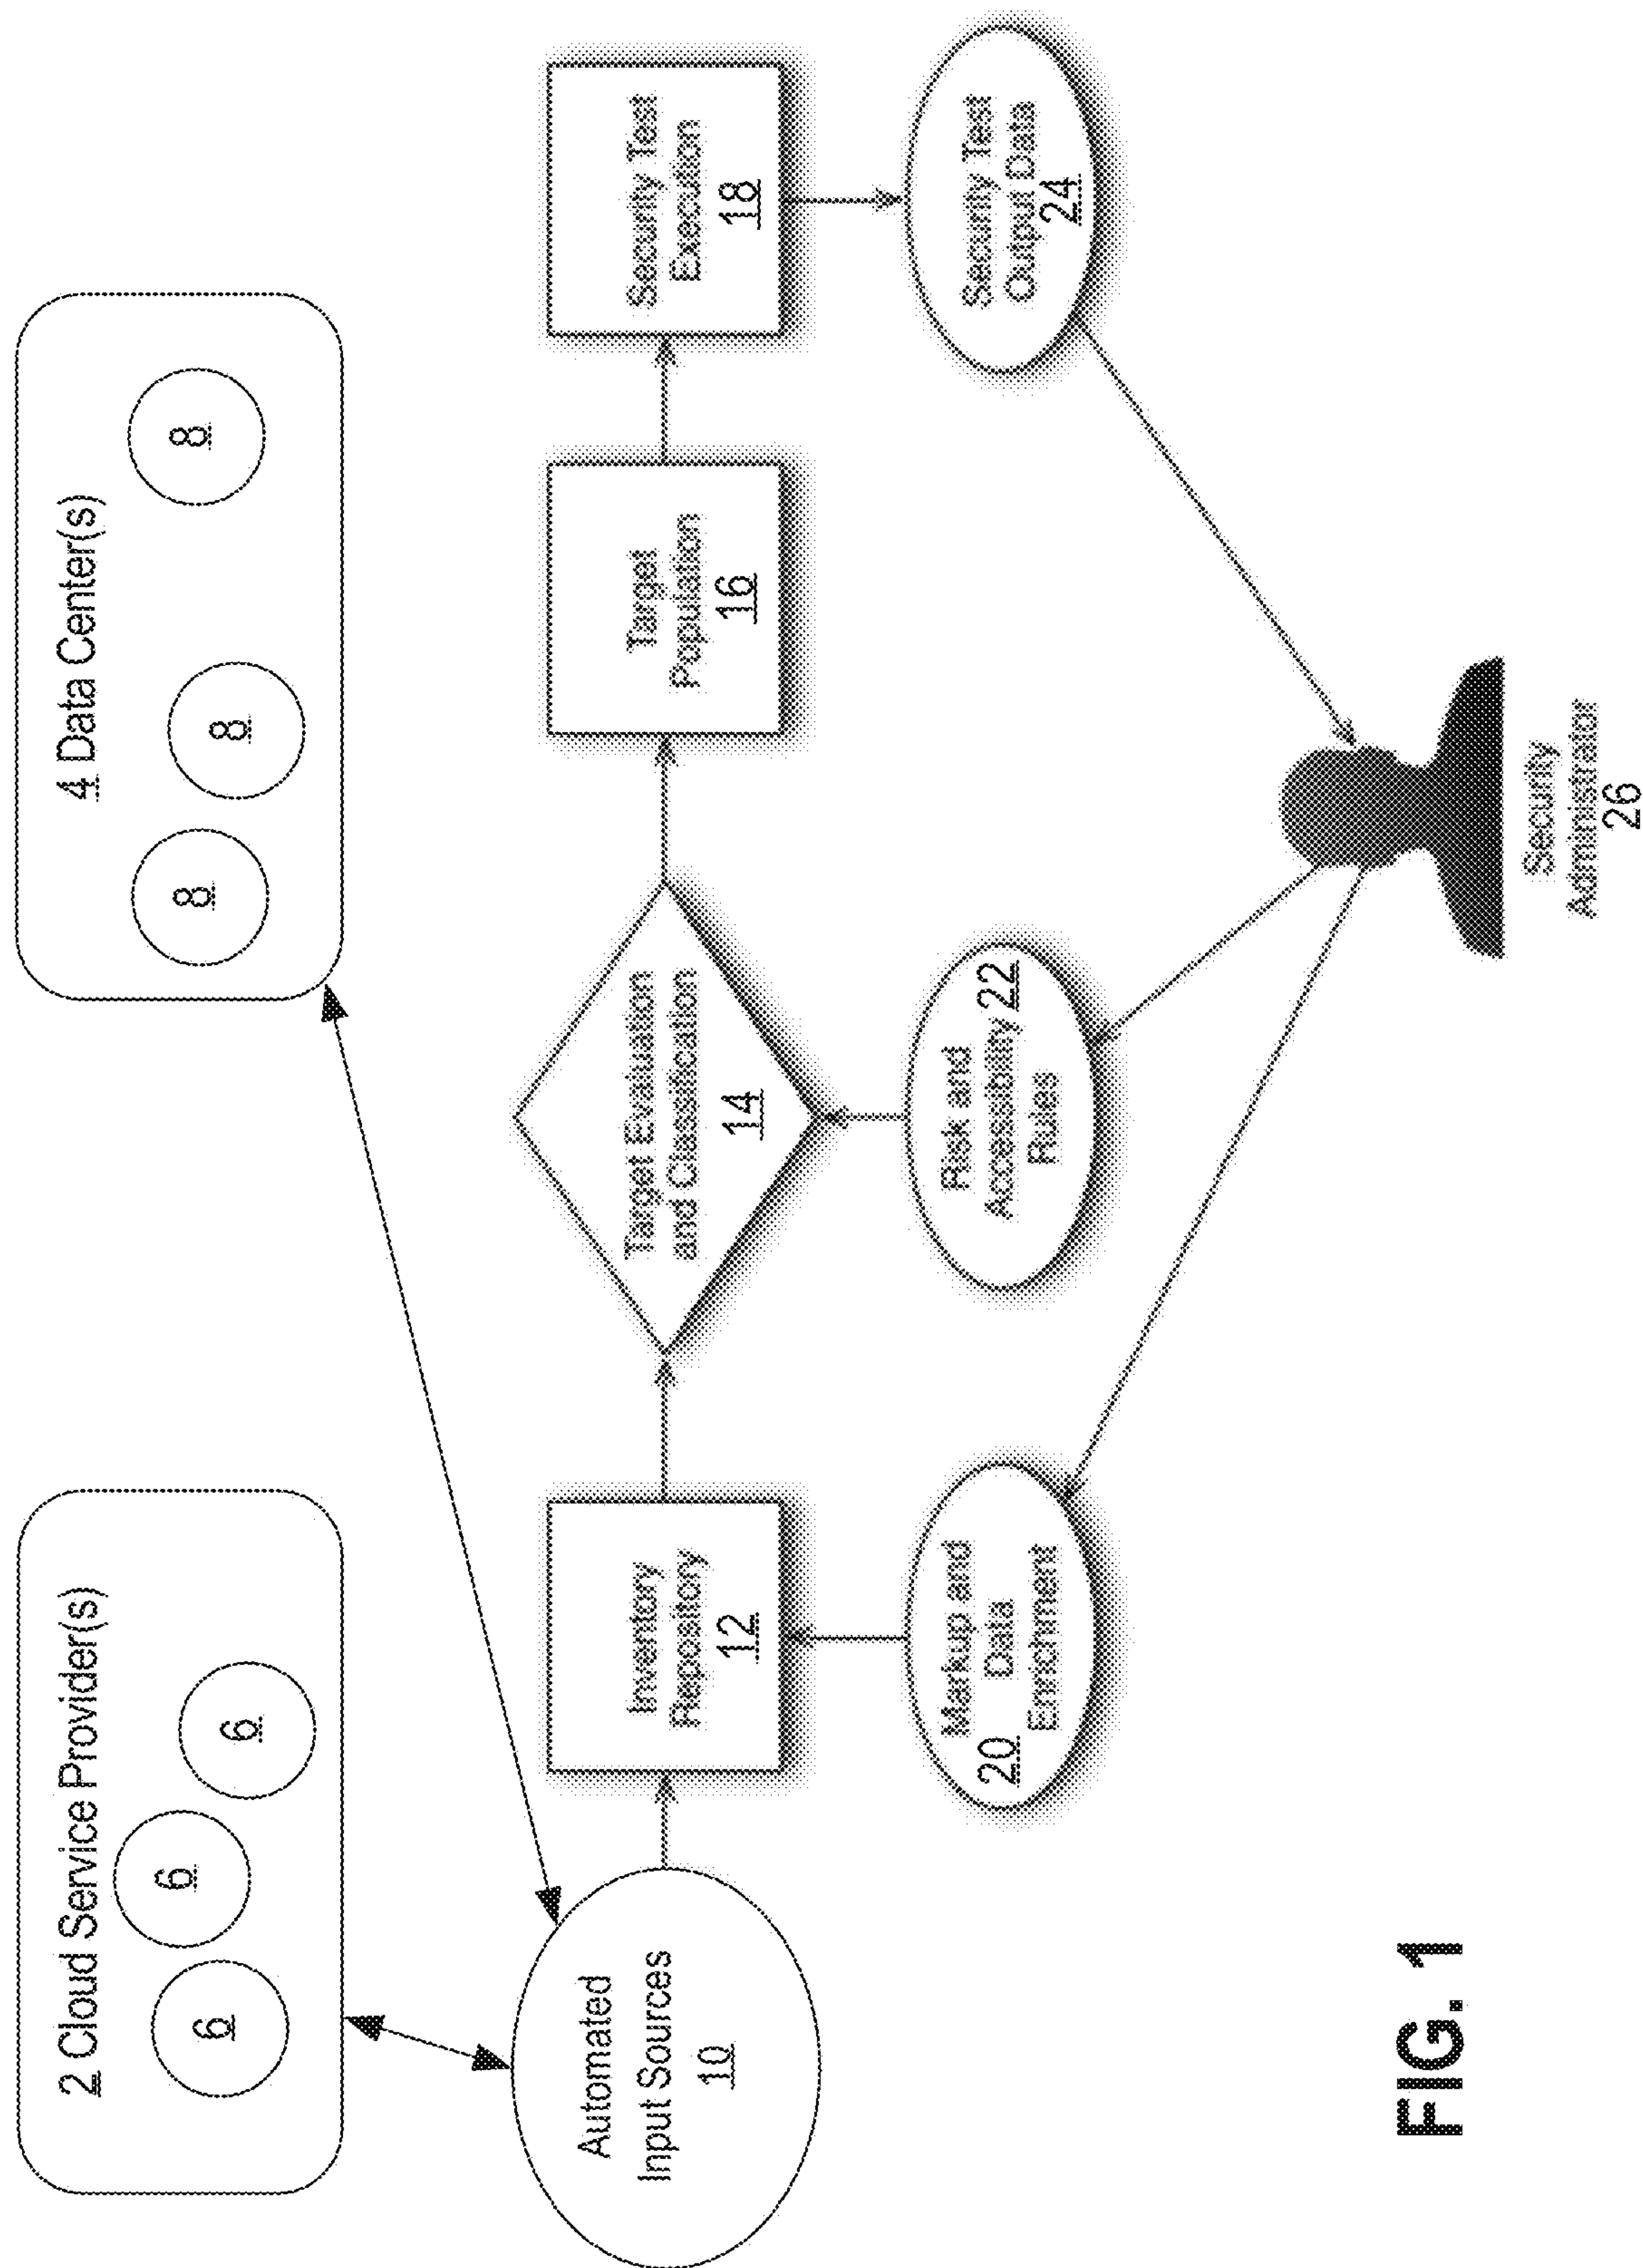 2 Cloud Service Provider(s)
6
6
6
4 Data Center(s)
8
8
8
Automated
Input Sources
10
Inventory
Repository
12
Target Evaluation
and Classification
14
Target
Population
16
Security Test
Execution
18
Markup and
20 Data
Enrichment
Risk and
Accessibility 22
Rules
Security Test
Output Data
24
Security
Administrator
26
FIG. 1